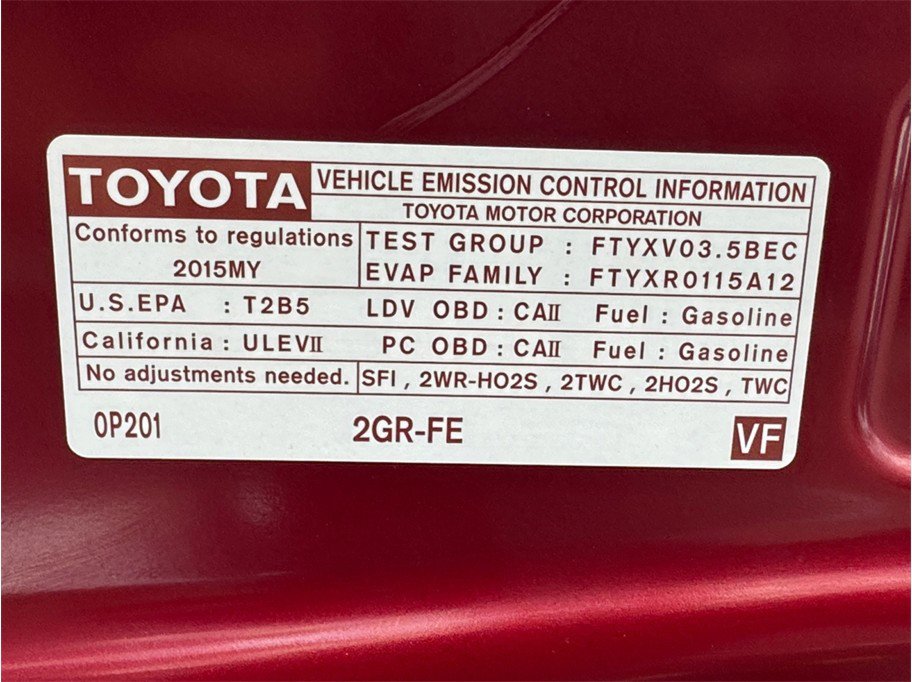 TOYOTA VEHICLE EMISSION CONTROL INFORMATION
TOYOTA MOTOR CORPORATION
Conforms to regulations
2015MY
TEST GROUP : FTYXV03.5BEC
EVAP FAMILY : FTYXR0115A12
U.S.EPA : T2B5 LDV OBD : CAⅡ Fuel : Gasoline
California : ULEVⅡ PC OBD : CAⅡ Fuel : Gasoline
No adjustments needed. SFI , 2WR-HO2S , 2TWC , 2HO2S , TWC
0P201 2GR-FE VF